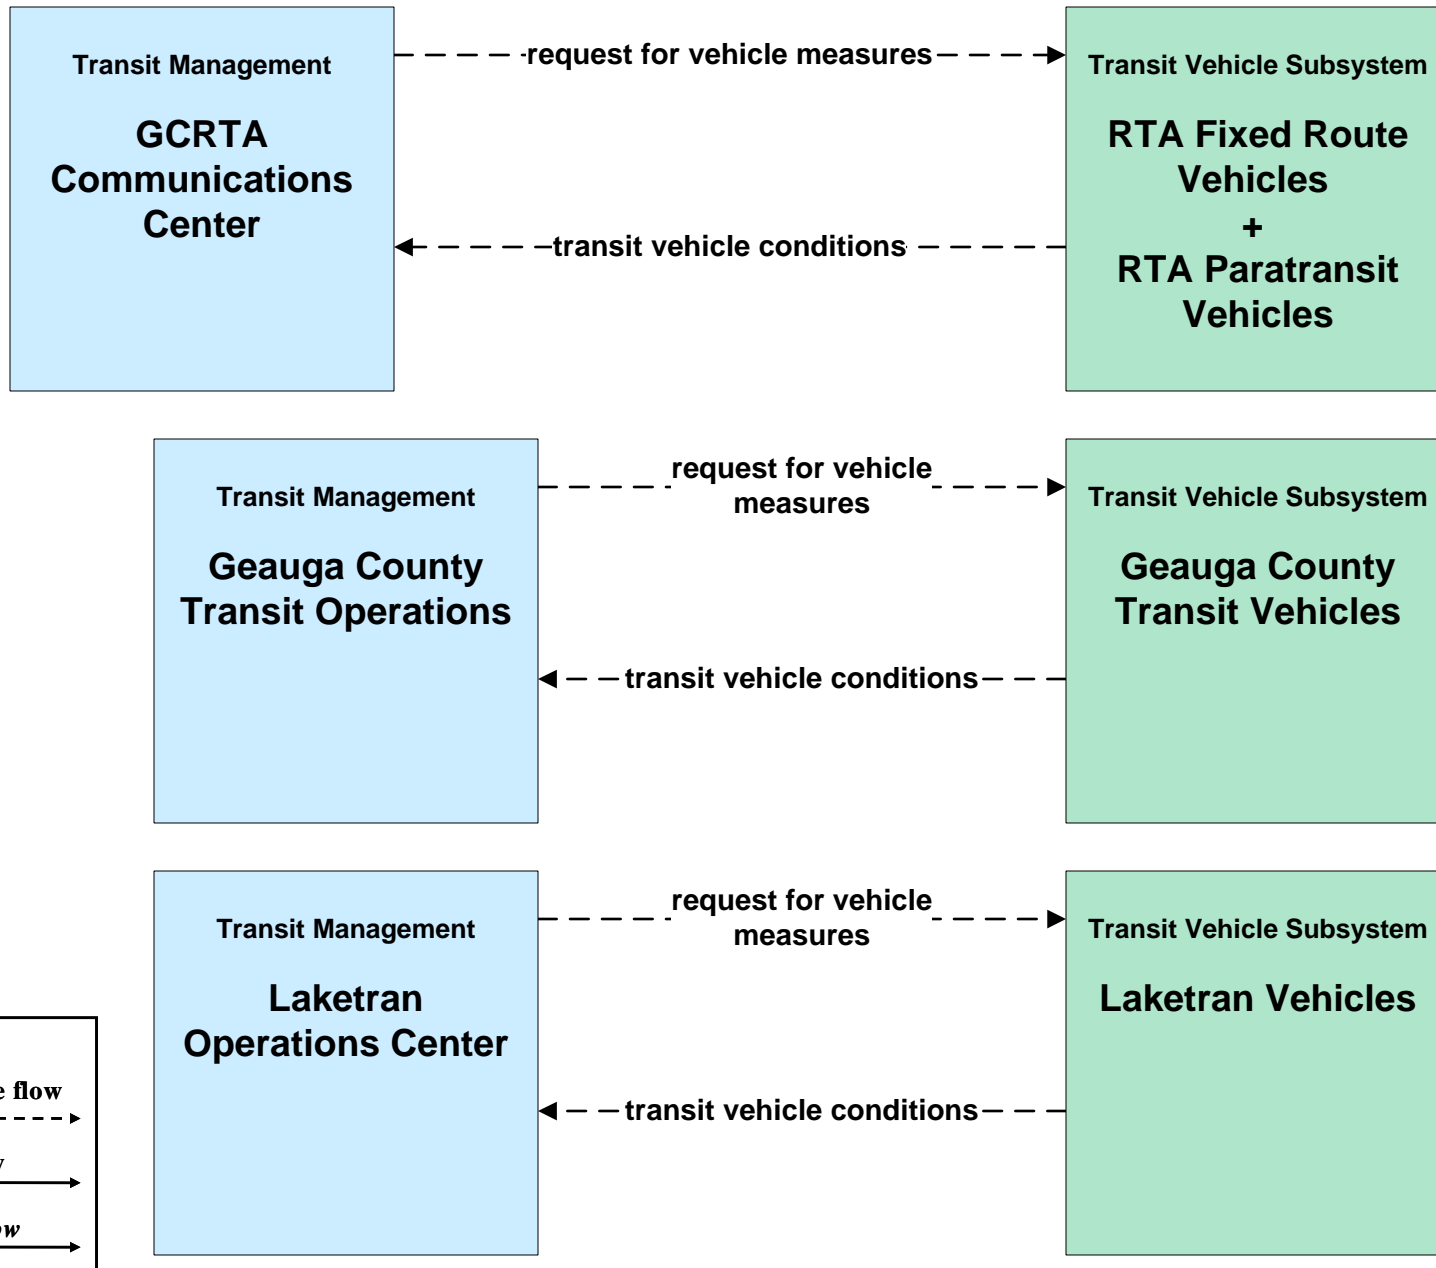 Transit Management
GCRTA
Communications
Center
request for vehicle measures
transit vehicle conditions
Transit Vehicle Subsystem
RTA Fixed Route
Vehicles
+
RTA Paratransit
Vehicles
Transit Management
Geauga County
Transit Operations
request for vehicle
measures
transit vehicle conditions
Transit Vehicle Subsystem
Geauga County
Transit Vehicles
Transit Management
Laketran
Operations Center
request for vehicle
measures
transit vehicle conditions
Transit Vehicle Subsystem
Laketran Vehicles
flow